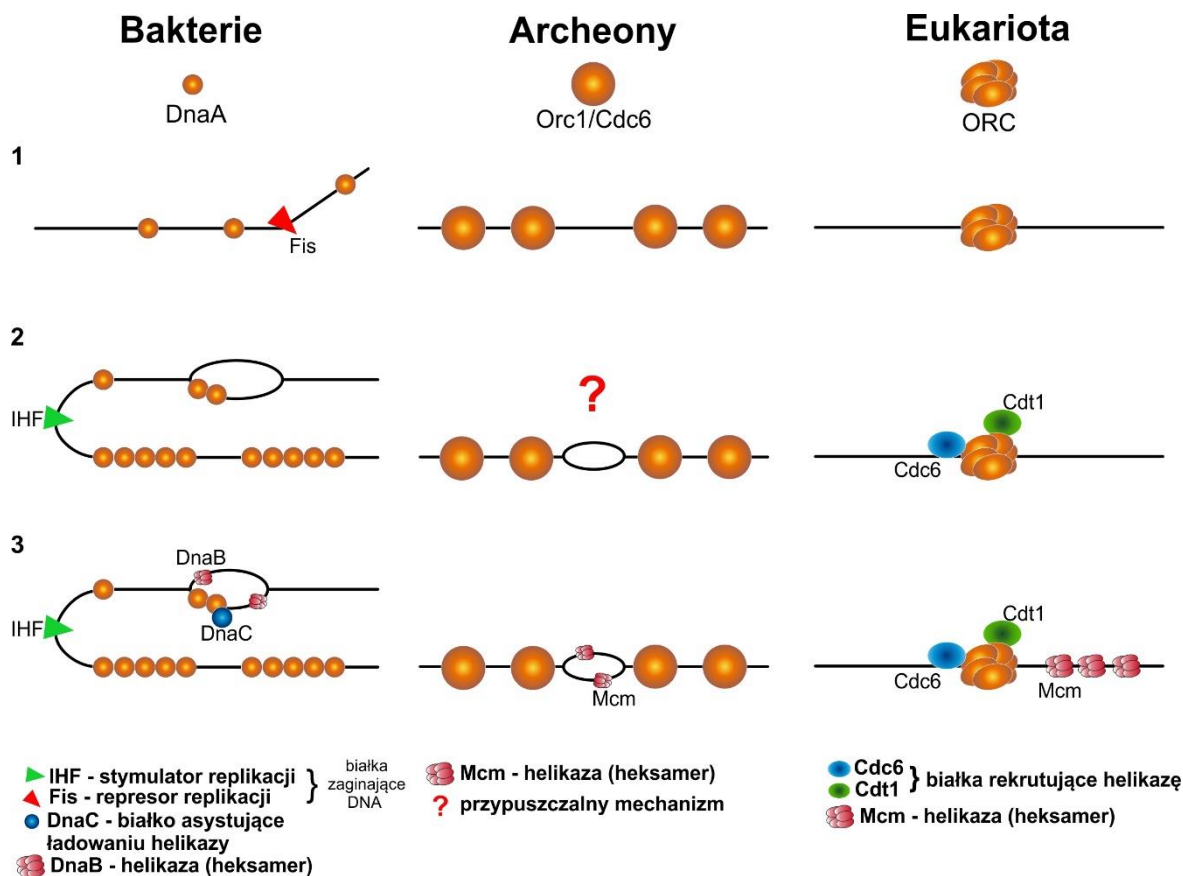 Bakterie
Archeony
Eukariota
DnaA
Orc1/Cdc6
ORC
1
Fis
2
IHF
?
Cdt1
Cdc6
3
DnaB
IHF
DnaC
Mcm
Cdt1
Cdc6
Mcm
IHF - stymulator replikacji
Fis - represor replikacji
} białka
zaginające
DNA
DnaC - białko asystujące
ładowaniu helikazy
DnaB - helikaza (heksamer)
Mcm - helikaza (heksamer)
? przypuszczalny mechanizm
Cdc6
Cdt1
} białka rekrutujące helikazę
Mcm - helikaza (heksamer)